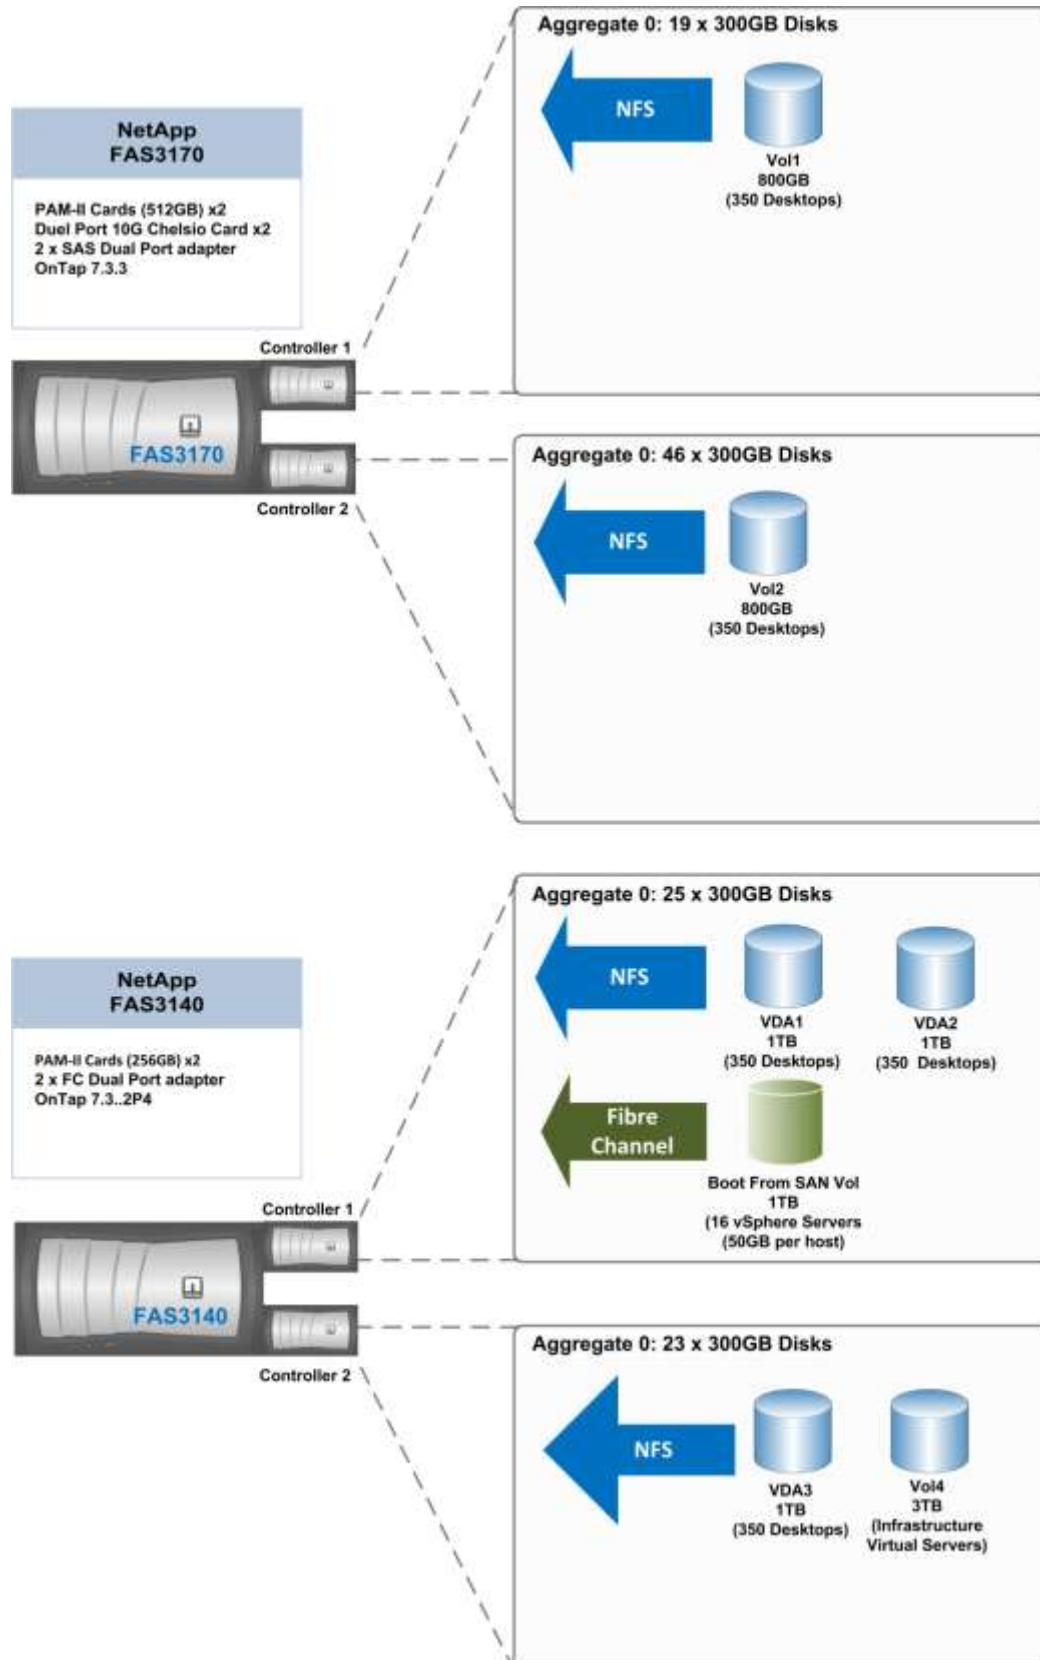 Aggregate 0: 19 x 300GB Disks
NFS
Vol1
800GB
(350 Desktops)
NetApp
FAS3170
PAM-II Cards (512GB) x2
Duel Port 10G Chelsio Card x2
2 x SAS Dual Port adapter
OnTap 7.3.3
Controller 1
FAS3170
Controller 2
Aggregate 0: 46 x 300GB Disks
NFS
Vol2
800GB
(350 Desktops)
Aggregate 0: 25 x 300GB Disks
NFS
VDA1
1TB
(350 Desktops)
VDA2
1TB
(350 Desktops)
Fibre
Channel
Boot From SAN Vol
1TB
(16 vSphere Servers
(50GB per host)
NetApp
FAS3140
PAM-II Cards (256GB) x2
2 x FC Dual Port adapter
OnTap 7.3..2P4
Controller 1
FAS3140
Controller 2
Aggregate 0: 23 x 300GB Disks
NFS
VDA3
1TB
(350 Desktops)
Vol4
3TB
(Infrastructure
Virtual Servers)